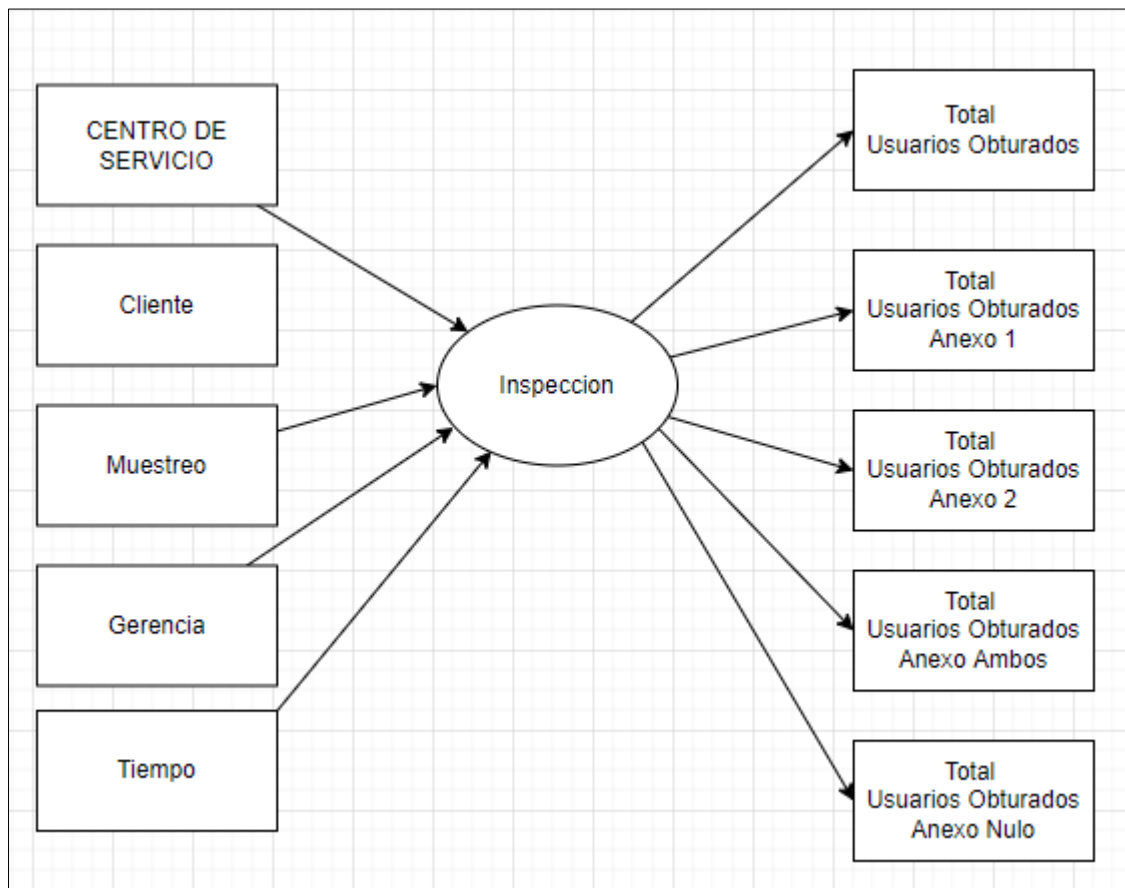 CENTRO DE
SERVICIO
Cliente
Muestreo
Gerencia
Tiempo
Inspeccion
Total
Usuarios Obturados
Total
Usuarios Obturados
Anexo 1
Total
Usuarios Obturados
Anexo 2
Total
Usuarios Obturados
Anexo Ambos
Total
Usuarios Obturados
Anexo Nulo